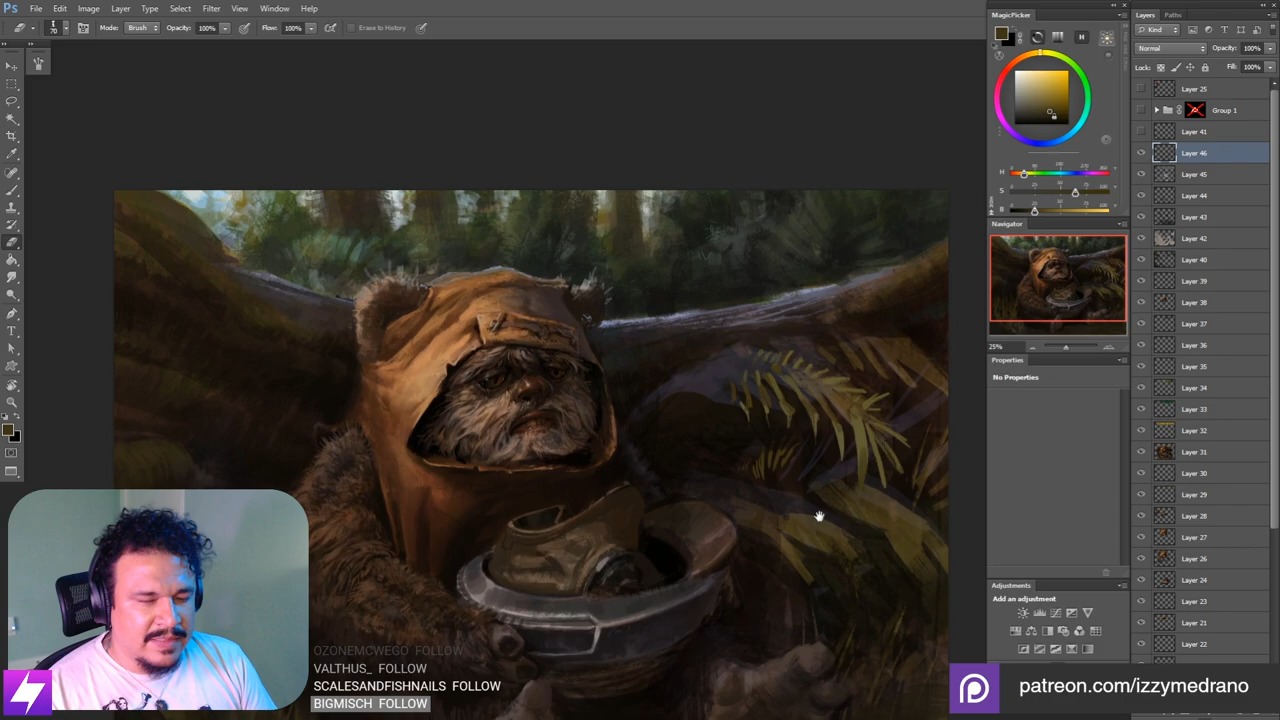 Ps File Edit Image Layer Type Select Filter View Window Help
70 Mode: Brush Opacity: 100% Flow: 100% Erase to History
MagicPicker
H
H
S
B
Navigator
25%
Properties
No Properties
Adjustments
Add an adjustment
Layers Paths
Kind
Normal Opacity: 100%
Lock: Fill: 100%
Layer 25
Group 1
Layer 41
Layer 46
Layer 45
Layer 44
Layer 43
Layer 42
Layer 40
Layer 39
Layer 38
Layer 37
Layer 36
Layer 35
Layer 34
Layer 33
Layer 32
Layer 31
Layer 30
Layer 29
Layer 28
Layer 27
Layer 26
Layer 24
Layer 23
Layer 21
Layer 22
OZONEMCWEGO FOLLOW
VALTHUS_ FOLLOW
SCALESANDFISHNAILS FOLLOW
BIGMISCH FOLLOW
patreon.com/izzymedrano